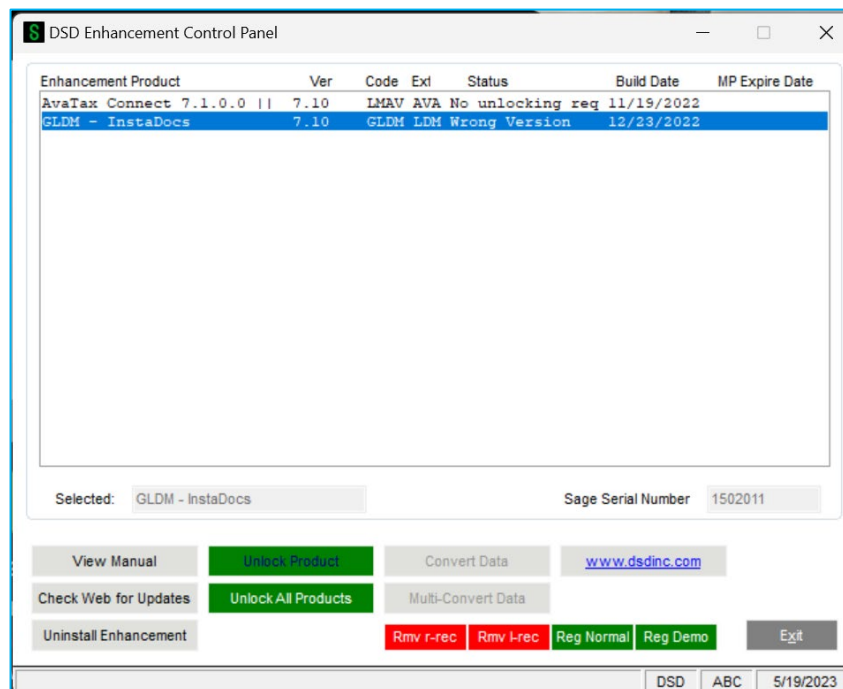 S DSD Enhancement Control Panel
Enhancement Product Ver Code Ext Status Build Date MP Expire Date
AvaTax Connect 7.1.0.0 || 7.10 LMAV AVA No unlocking req 11/19/2022
GLDM - InstaDocs 7.10 GLDM LDM Wrong Version 12/23/2022
Selected: GLDM - InstaDocs Sage Serial Number 1502011
View Manual Unlock Product Convert Data www.dsdinc.com
Check Web for Updates Unlock All Products Multi-Convert Data
Uninstall Enhancement Rmv r-rec Rmv l-rec Reg Normal Reg Demo Exit
DSD ABC 5/19/2023